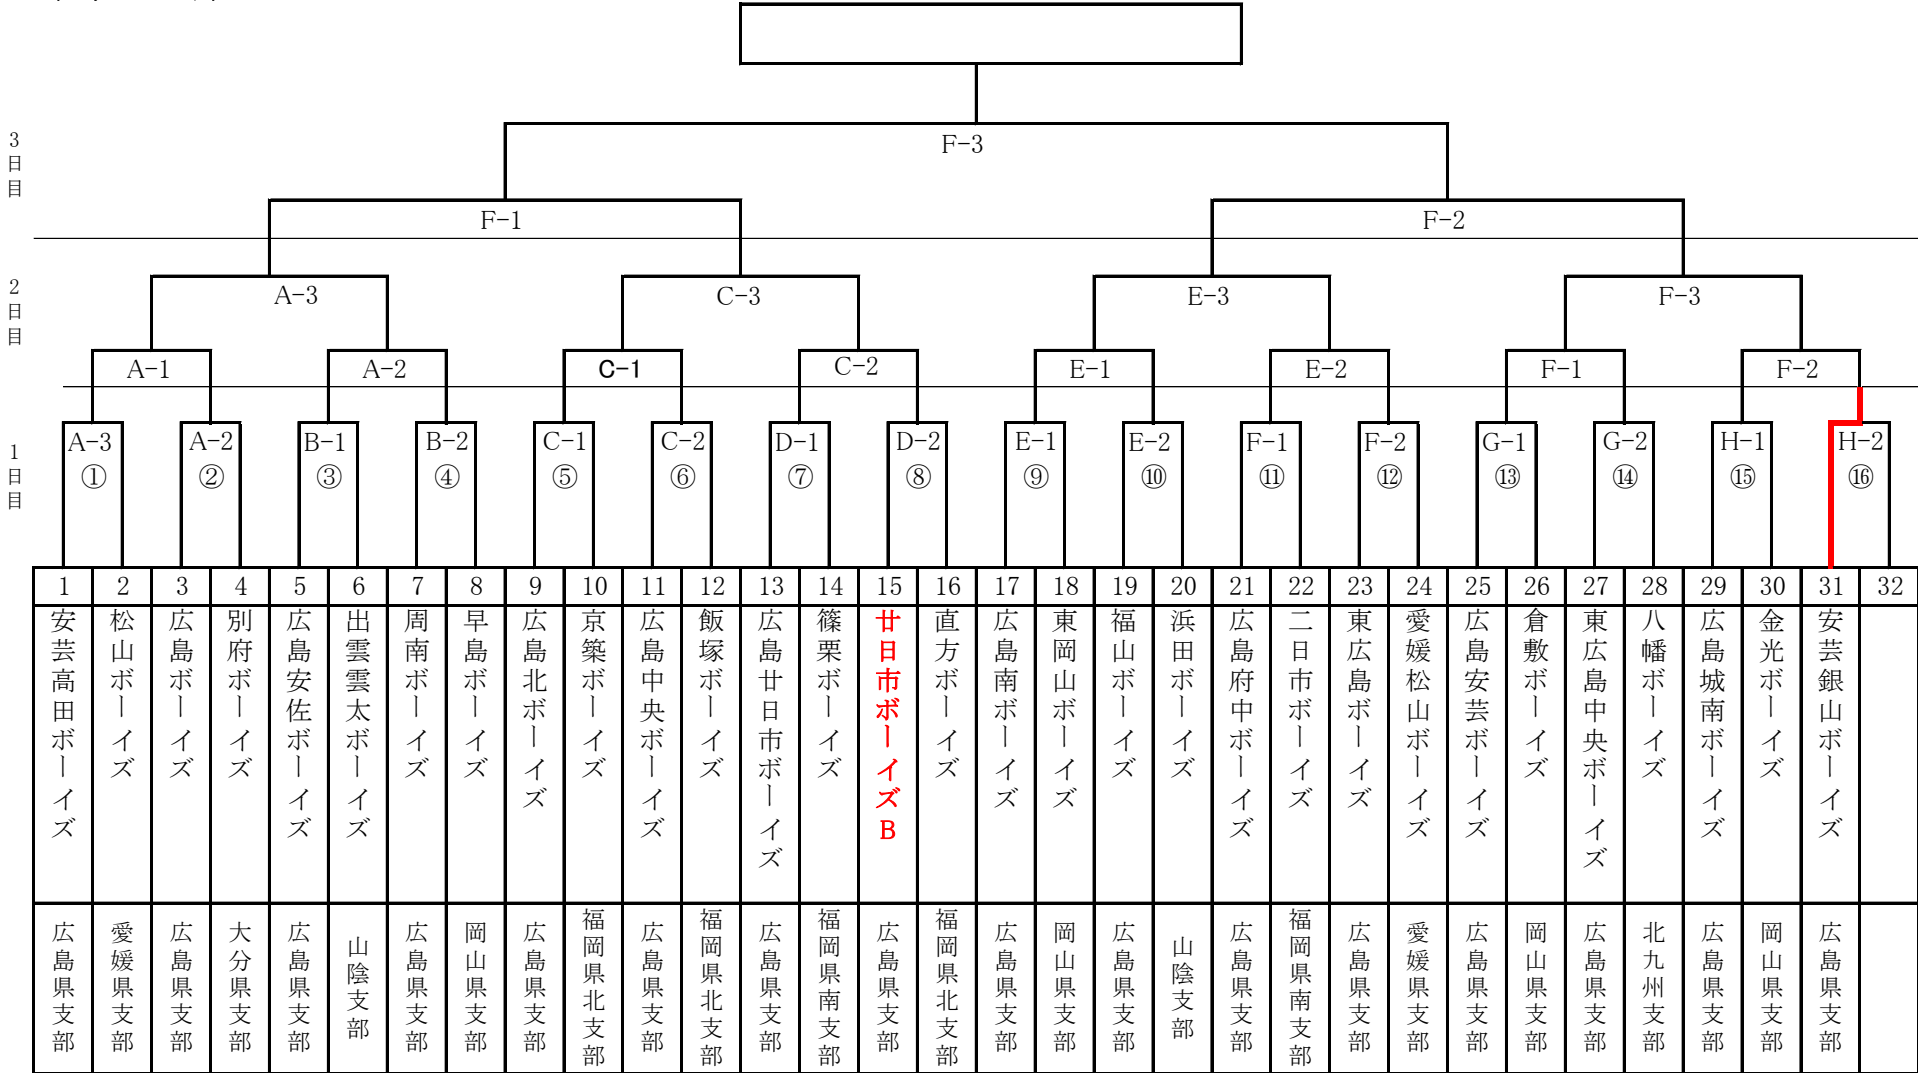 3日目
F-3
F-1
F-2
2日目
A-3
C-3
E-3
F-3
A-1
A-2
C-1
C-2
E-1
E-2
F-1
F-2
1日目
A-3
A-2
B-1
B-2
C-1
C-2
D-1
D-2
E-1
E-2
F-1
F-2
G-1
G-2
H-1
H-2
①
②
③
④
⑤
⑥
⑦
⑧
⑨
⑩
⑪
⑫
⑬
⑭
⑮
⑯
1
2
3
4
5
6
7
8
9
10
11
12
13
14
15
16
17
18
19
20
21
22
23
24
25
26
27
28
29
30
31
32
安芸高田ボーイズ
松山ボーイズ
広島ボーイズ
別府ボーイズ
広島安佐ボーイズ
出雲雲太ボーイズ
周南ボーイズ
早島ボーイズ
広島北ボーイズ
京築ボーイズ
広島中央ボーイズ
飯塚ボーイズ
広島廿日市ボーイズ
篠栗ボーイズ
廿日市ボーイズB
直方ボーイズ
広島南ボーイズ
東岡山ボーイズ
福山ボーイズ
浜田ボーイズ
広島府中ボーイズ
二日市ボーイズ
東広島ボーイズ
愛媛松山ボーイズ
広島安芸ボーイズ
倉敷ボーイズ
東広島中央ボーイズ
八幡ボーイズ
広島城南ボーイズ
金光ボーイズ
安芸銀山ボーイズ
広島県支部
愛媛県支部
広島県支部
大分県支部
広島県支部
山陰支部
広島県支部
岡山県支部
広島県支部
福岡県北支部
広島県支部
福岡県北支部
広島県支部
福岡県南支部
広島県支部
福岡県北支部
広島県支部
岡山県支部
広島県支部
山陰支部
広島県支部
福岡県南支部
広島県支部
愛媛県支部
広島県支部
岡山県支部
広島県支部
北九州支部
広島県支部
岡山県支部
広島県支部